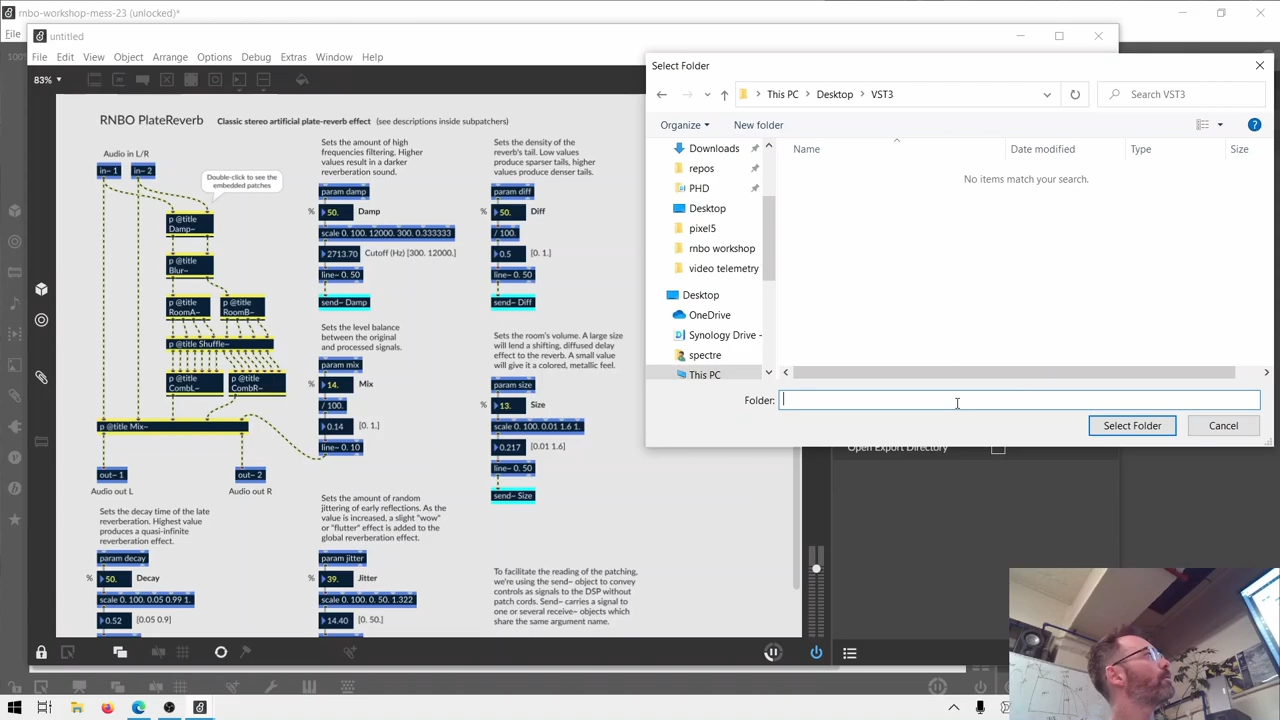 rnbo-workshop-mess-23 (unlocked)*
File
untitled
File Edit View Object Arrange Options Debug Extras Window Help
83%
RNBO PlateReverb Classic stereo artificial plate-reverb effect (see descriptions inside subpatchers)
Audio in L/R
in~ 1 in~ 2
Double-click to see the
embedded patches
p @title
Damp~
p @title
Blur~
p @title
RoomA~
p @title
RoomB~
p @title Shuffle~
p @title
CombL~
p @title
CombR~
p @title Mix~
out~ 1 out~ 2
Audio out L Audio out R
Sets the decay time of the late
reverberation. Highest value
produces a quasi-infinite
reverberation effect.
param decay
% 50. Decay
scale 0. 100. 0.05 0.99 1.
0.52 [0.05 0.9]
Sets the amount of high
frequencies filtering. Higher
values result in a darker
reverberation sound.
param damp
% 50. Damp
scale 0. 100. 12000. 300. 0.333333
2713.70 Cutoff (Hz) [300. 12000.]
line~ 0. 50
send~ Damp
Sets the level balance
between the original
and processed signals.
param mix
% 14. Mix
/ 100.
0.14 [0. 1.]
line~ 0. 10
Sets the amount of random
jittering of early reflections. As the
value is increased, a slight "wow"
or "flutter" effect is added to the
global reverberation effect.
param jitter
% 39. Jitter
scale 0. 100. 0. 50. 1.322
14.40 [0. 50.]
Sets the density of the
reverb's tail. Low values
produce sparser tails, higher
values produce denser tails.
param diff
% 50. Diff
/ 100.
0.5 [0. 1.]
line~ 0. 50
send~ Diff
Sets the room's volume. A large size
will lend a shifting, diffused delay
effect to the reverb. A small value
will give it a colored, metallic feel.
param size
% 13. Size
scale 0. 100. 0.01 1.6 1.
0.217 [0.01 1.6]
line~ 0. 50
send~ Size
To facilitate the reading of the patching,
we're using the send~ object to convey
controls as signals to the DSP without
patch cords. Send~ carries a signal to
one or several receive~ objects which
share the same argument name.
Select Folder
This PC Desktop VST3
Search VST3
Organize New folder
Name Date modified Type Size
No items match your search.
Downloads
repos
PHD
Desktop
pixel5
rnbo workshop
video telemetry
Desktop
OneDrive
Synology Drive -
spectre
This PC
Folder:
Select Folder Cancel
Open Export Directory